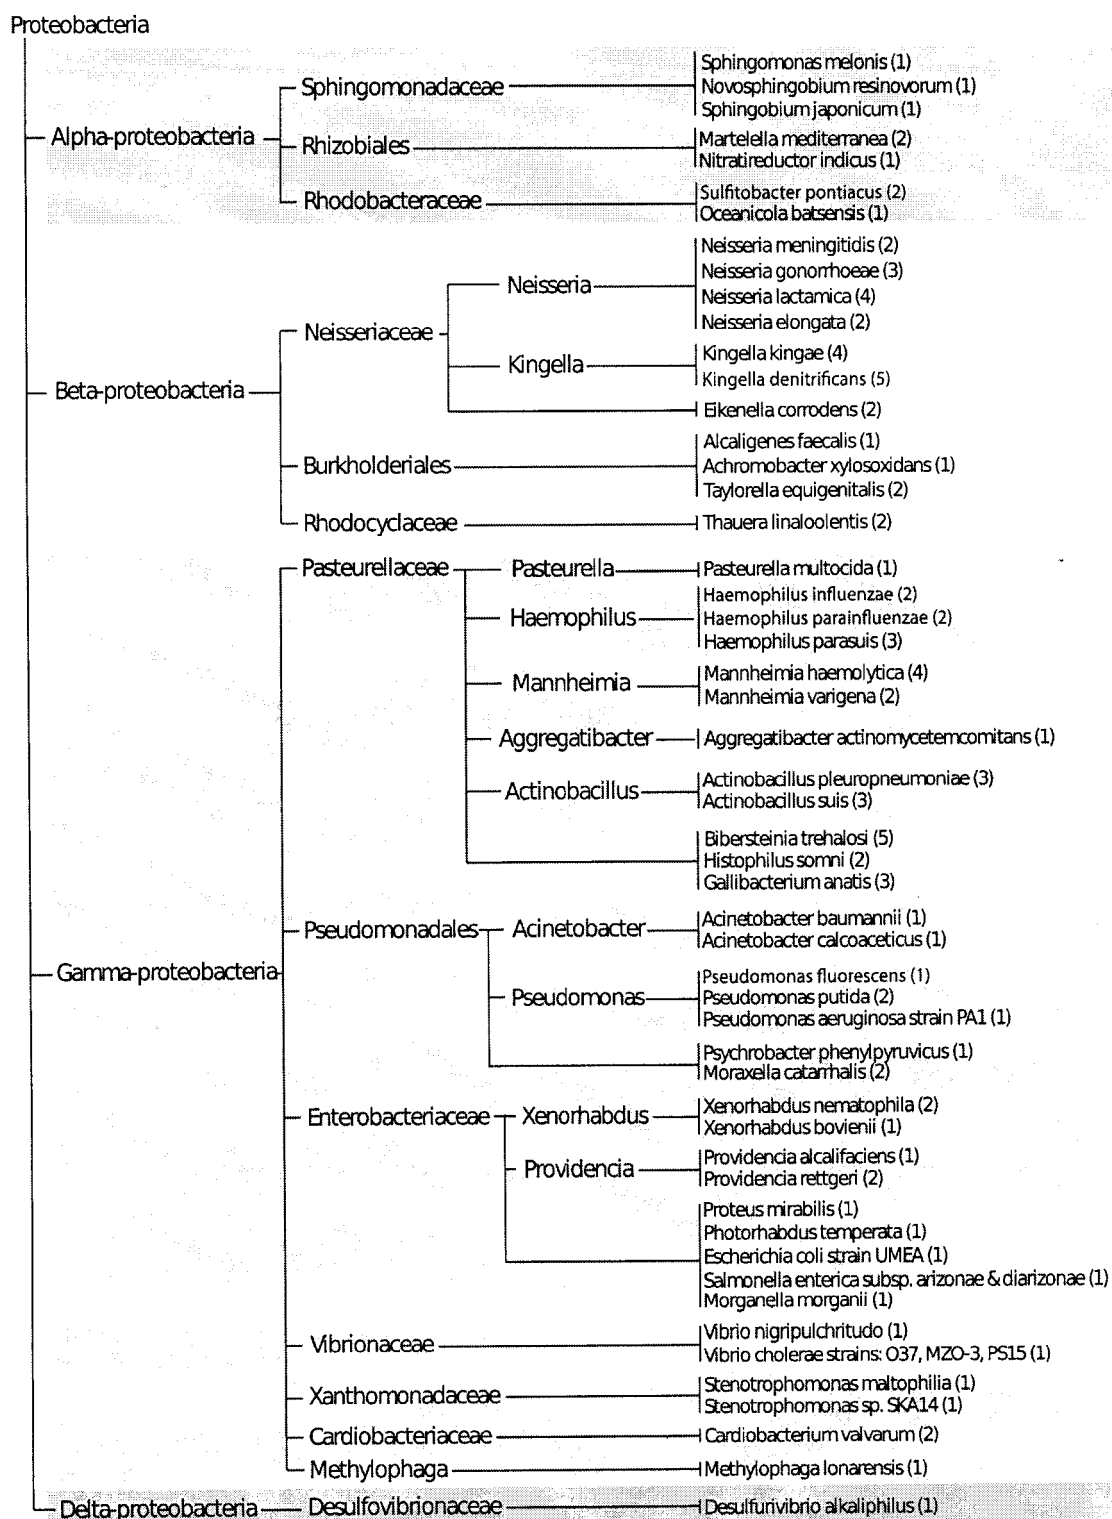 Proteobacteria
Alpha-proteobacteria
Sphingomonadaceae
Sphingomonas melonis (1)
Novosphingobium resinovorum (1)
Sphingobium japonicum (1)
Rhizobiales
Martelella mediterranea (2)
Nitratireductor indicus (1)
Rhodobacteraceae
Sulfitobacter pontiacus (2)
Oceanicola batsensis (1)
Beta-proteobacteria
Neisseriaceae
Neisseria
Neisseria meningitidis (2)
Neisseria gonorrhoeae (3)
Neisseria lactamica (4)
Neisseria elongata (2)
Kingella
Kingella kingae (4)
Kingella denitrificans (5)
Eikenella corrodens (2)
Burkholderiales
Alcaligenes faecalis (1)
Achromobacter xylosoxidans (1)
Taylorella equigenitalis (2)
Rhodocyclaceae
Thauera linaloolentis (2)
Gamma-proteobacteria
Pasteurellaceae
Pasteurella
Pasteurella multocida (1)
Haemophilus
Haemophilus influenzae (2)
Haemophilus parainfluenzae (2)
Haemophilus parasuis (3)
Mannheimia
Mannheimia haemolytica (4)
Mannheimia varigena (2)
Aggregatibacter
Aggregatibacter actinomycetemcomitans (1)
Actinobacillus
Actinobacillus pleuropneumoniae (3)
Actinobacillus suis (3)
Bibersteinia trehalosi (5)
Histophilus somni (2)
Gallibacterium anatis (3)
Pseudomonadales
Acinetobacter
Acinetobacter baumannii (1)
Acinetobacter calcoaceticus (1)
Pseudomonas
Pseudomonas fluorescens (1)
Pseudomonas putida (2)
Pseudomonas aeruginosa strain PA1 (1)
Psychrobacter phenylpyruvicus (1)
Moraxella catarrhalis (2)
Enterobacteriaceae
Xenorhabdus
Xenorhabdus nematophila (2)
Xenorhabdus bovienii (1)
Providencia
Providencia alcalifaciens (1)
Providencia rettgeri (2)
Proteus mirabilis (1)
Photorhabdus temperata (1)
Escherichia coli strain UMEA (1)
Salmonella enterica subsp. arizonae & diarizonae (1)
Morganella morganii (1)
Vibrionaceae
Vibrio nigripulchritudo (1)
Vibrio cholerae strains: O37, MZO-3, PS15 (1)
Xanthomonadaceae
Stenotrophomonas maltophilia (1)
Stenotrophomonas sp. SKA14 (1)
Cardiobacteriaceae
Cardiobacterium valvarum (2)
Methylophaga
Methylophaga lonarensis (1)
Delta-proteobacteria
Desulfovibrionaceae
Desulfurivibrio alkaliphilus (1)